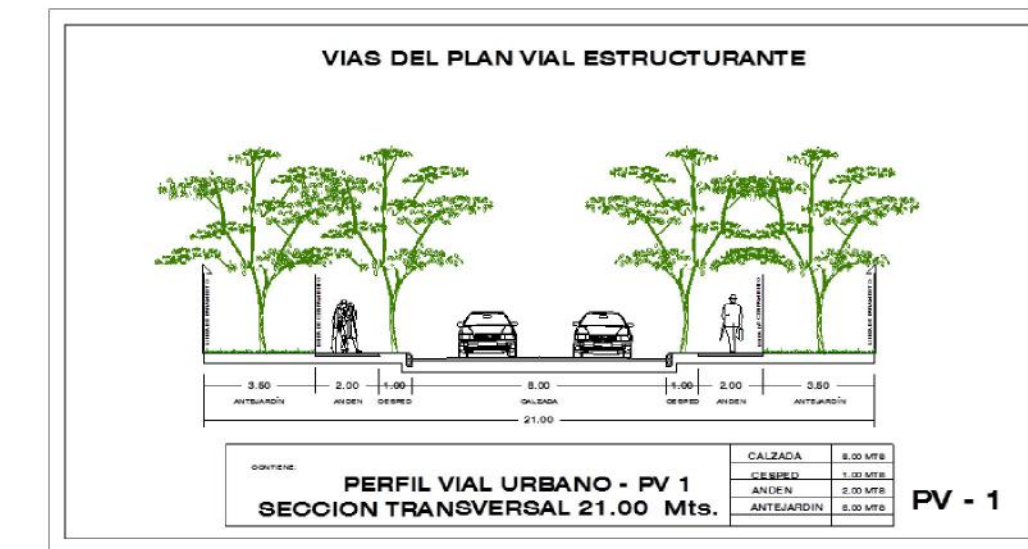 VIAS DEL PLAN VIAL ESTRUCTURANTE
3.50 2.00 1.00 8.00 1.00 2.00 3.50
ANTEJARDÍN ANDEN CESPED CALZADA CESPED ANDEN ANTEJARDÍN
21.00
CONTIENE:
PERFIL VIAL URBANO - PV 1
SECCION TRANSVERSAL 21.00 Mts.
CALZADA 8.00 MTS
CESPED 1.00 MTS
ANDEN 2.00 MTS
ANTEJARDIN MTS
PV - 1